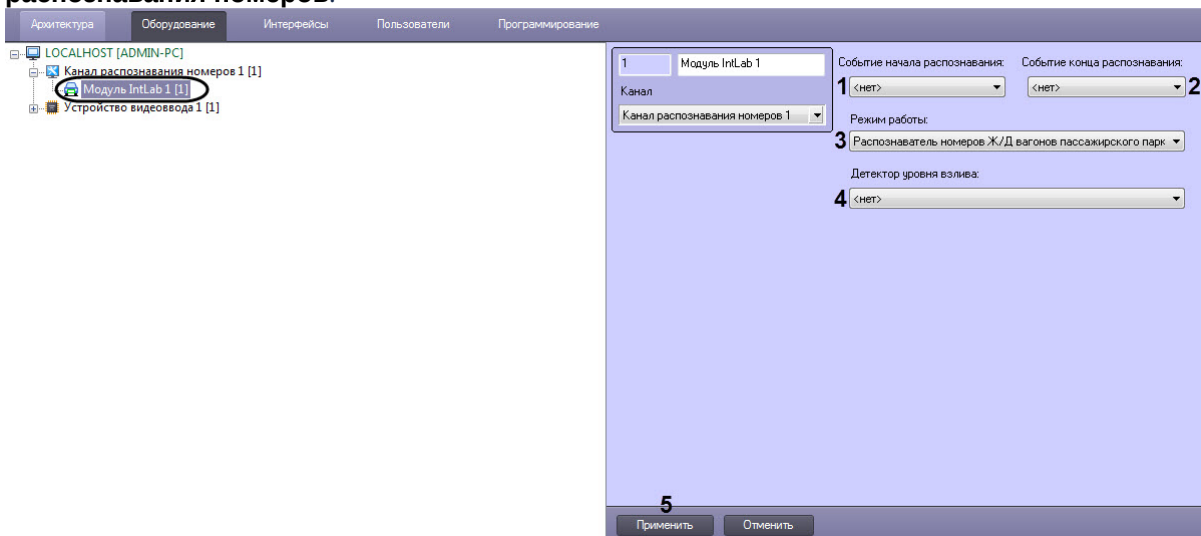 распознавания номеров.
Архитектура Оборудование Интерфейсы Пользователи Программирование
LOCALHOST [ADMIN-PC]
Канал распознавания номеров 1 [1]
Модуль IntLab 1 [1]
Устройство видеоввода 1 [1]
1 Модуль IntLab 1
Канал
Канал распознавания номеров 1
Событие начала распознавания: Событие конца распознавания:
1 <нет> <нет> 2
Режим работы:
3 Распознаватель номеров Ж/Д вагонов пассажирского парк
Детектор уровня взлива:
4 <нет>
5
Применить Отменить